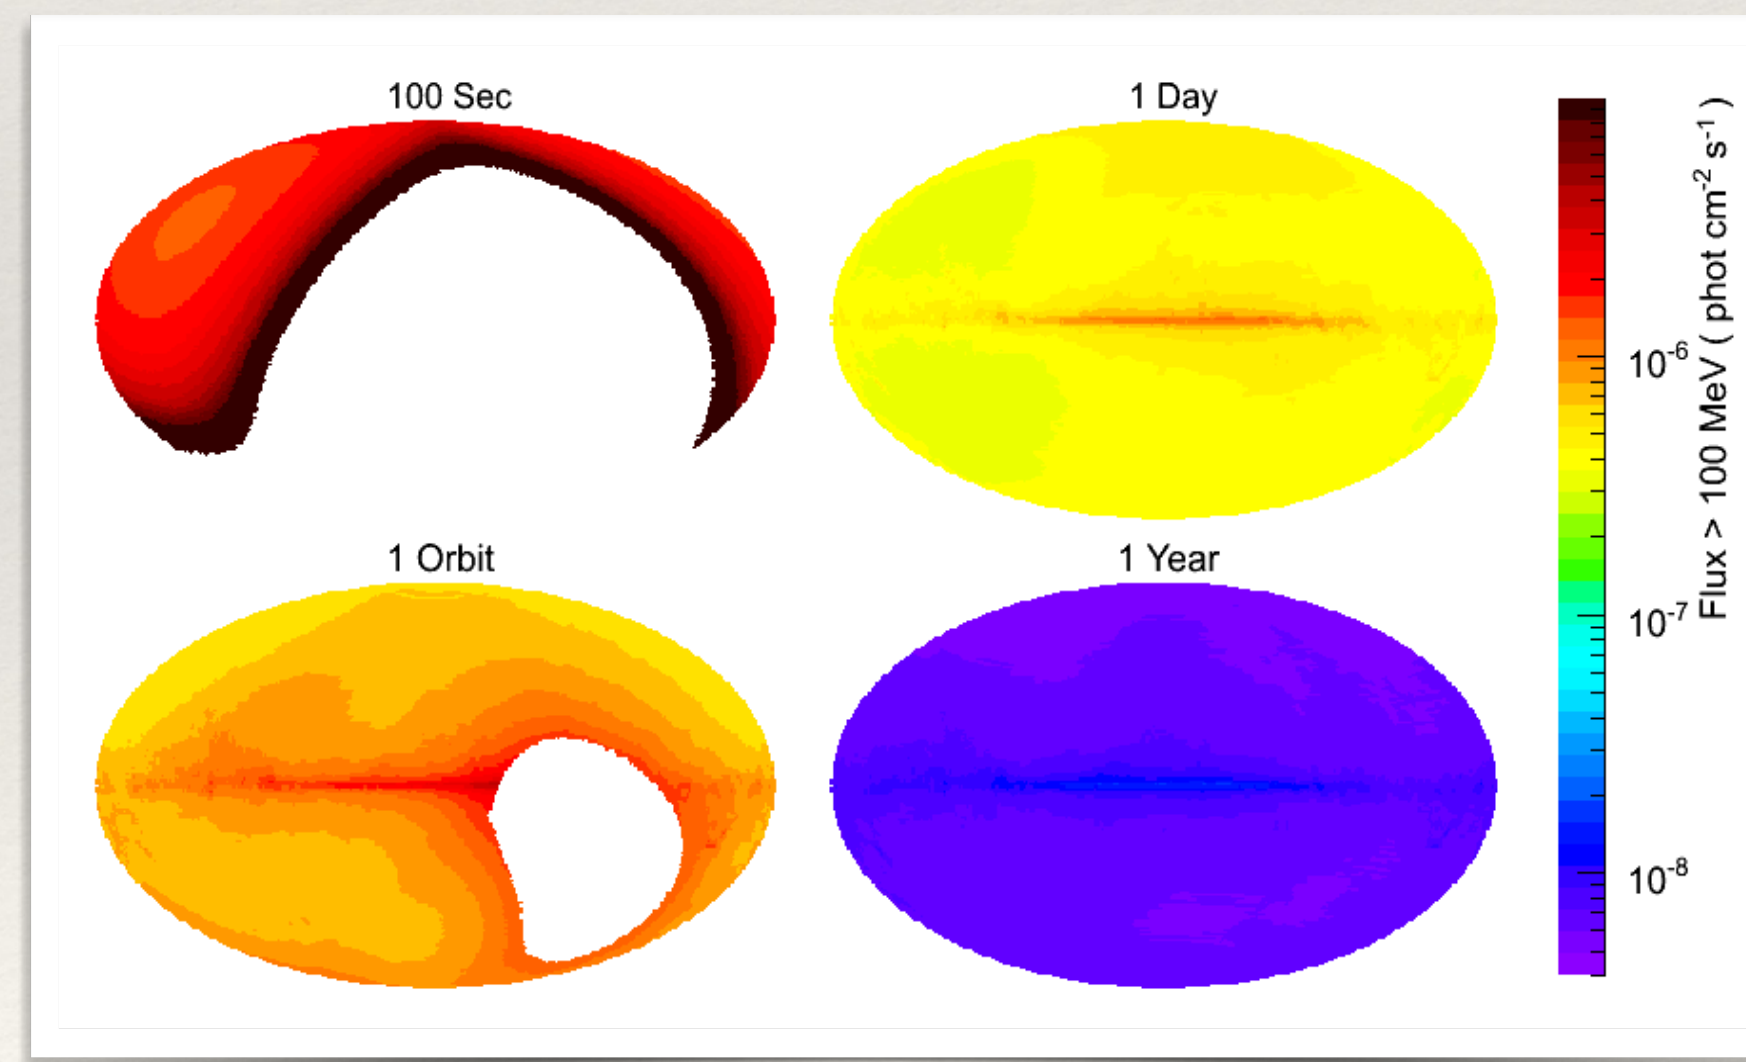 100 Sec
1 Day
1 Orbit
1 Year
10⁻⁶
10⁻⁷
10⁻⁸
Flux > 100 MeV ( phot cm⁻² s⁻¹ )